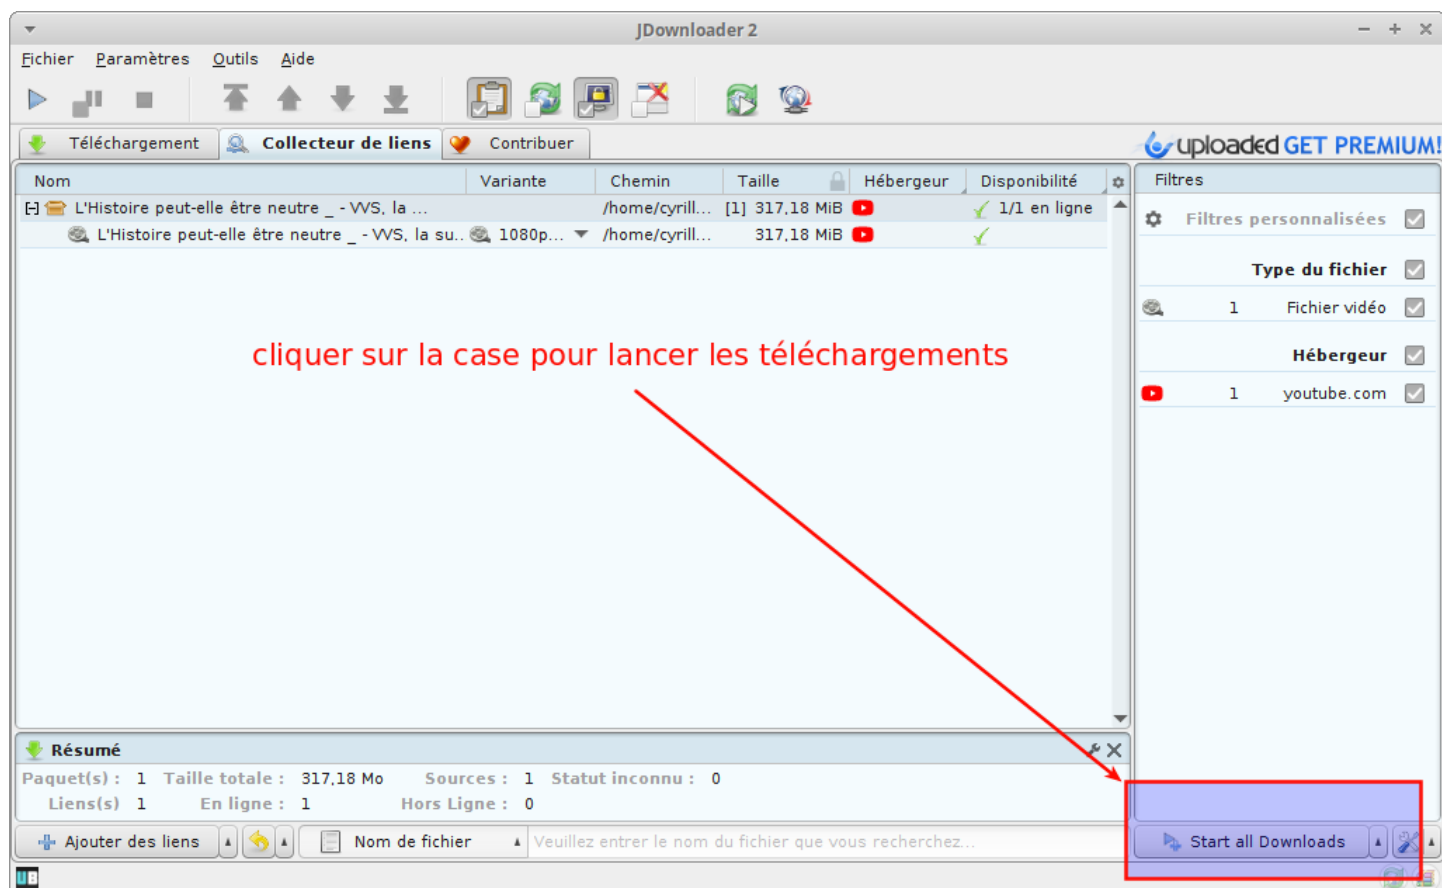 JDownloader 2
Fichier Paramètres Outils Aide
Téléchargement Collecteur de liens Contribuer uploaded GET PREMIUM!
Nom Variante Chemin Taille Hébergeur Disponibilité Filtres
L'Histoire peut-elle être neutre _ - VVS, la ... /home/cyrill... [1] 317,18 MiB 1/1 en ligne
Filtres personnalisées
L'Histoire peut-elle être neutre _ - VVS, la su.. 1080p... /home/cyrill... 317,18 MiB
Type du fichier
1 Fichier vidéo
cliquer sur la case pour lancer les téléchargements
Hébergeur
1 youtube.com
Résumé
Paquet(s) : 1 Taille totale : 317,18 Mo Sources : 1 Statut inconnu : 0
Liens(s) 1 En ligne : 1 Hors Ligne : 0
Ajouter des liens Nom de fichier Veuillez entrer le nom du fichier que vous recherchez... Start all Downloads